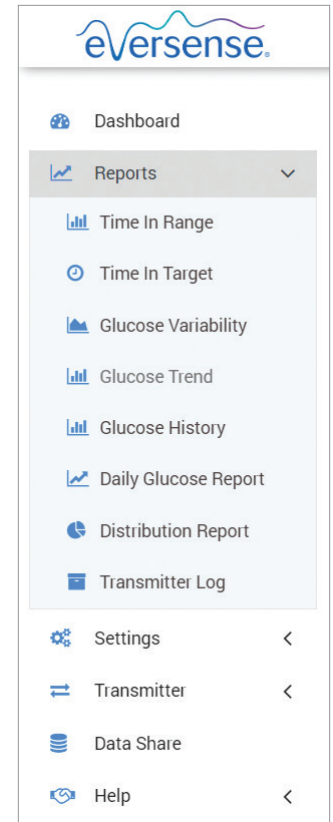 eversense.
Dashboard
Reports
Time In Range
Time In Target
Glucose Variability
Glucose Trend
Glucose History
Daily Glucose Report
Distribution Report
Transmitter Log
Settings
Transmitter
Data Share
Help